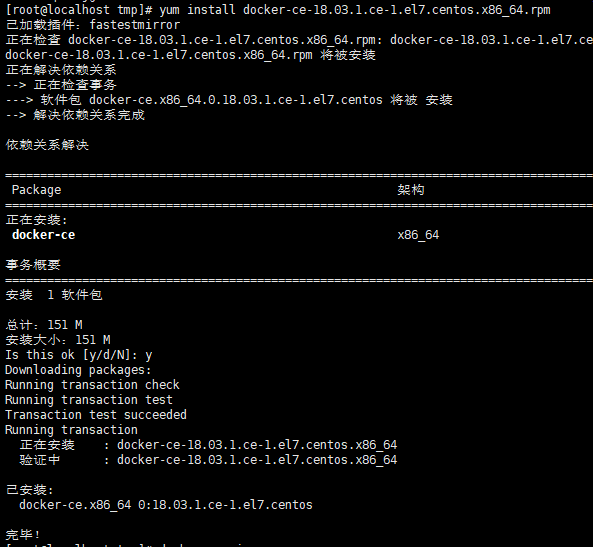 [root@localhost tmp]# yum install docker-ce-18.03.1.ce-1.el7.centos.x86_64.rpm
已加载插件：fastestmirror
正在检查 docker-ce-18.03.1.ce-1.el7.centos.x86_64.rpm: docker-ce-18.03.1.ce-1.el7.ce
docker-ce-18.03.1.ce-1.el7.centos.x86_64.rpm 将被安装
正在解决依赖关系
--> 正在检查事务
---> 软件包 docker-ce.x86_64.0.18.03.1.ce-1.el7.centos 将被 安装
--> 解决依赖关系完成
依赖关系解决
================================================================================
Package 架构
================================================================================
正在安装:
docker-ce x86_64
事务概要
================================================================================
安装 1 软件包
总计：151 M
安装大小：151 M
Is this ok [y/d/N]: y
Downloading packages:
Running transaction check
Running transaction test
Transaction test succeeded
Running transaction
正在安装 : docker-ce-18.03.1.ce-1.el7.centos.x86_64
验证中 : docker-ce-18.03.1.ce-1.el7.centos.x86_64
已安装:
docker-ce.x86_64 0:18.03.1.ce-1.el7.centos
完毕！